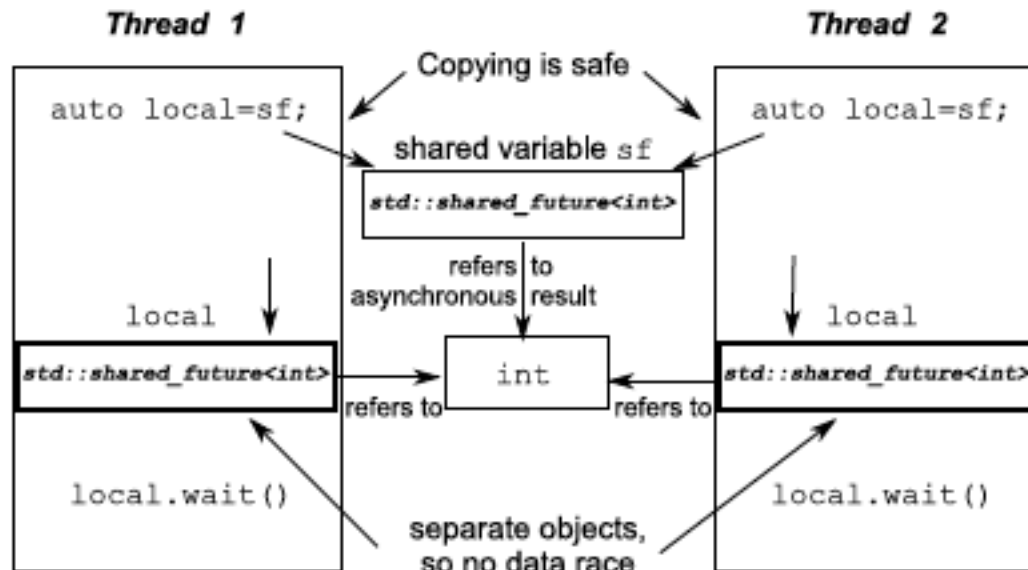 Thread 1
Thread 2
Copying is safe
auto local=sf;
auto local=sf;
shared variable sf
std::shared_future<int>
refers to
asynchronous result
local
local
std::shared_future<int>
int
std::shared_future<int>
refers to
refers to
local.wait()
local.wait()
separate objects,
so no data race